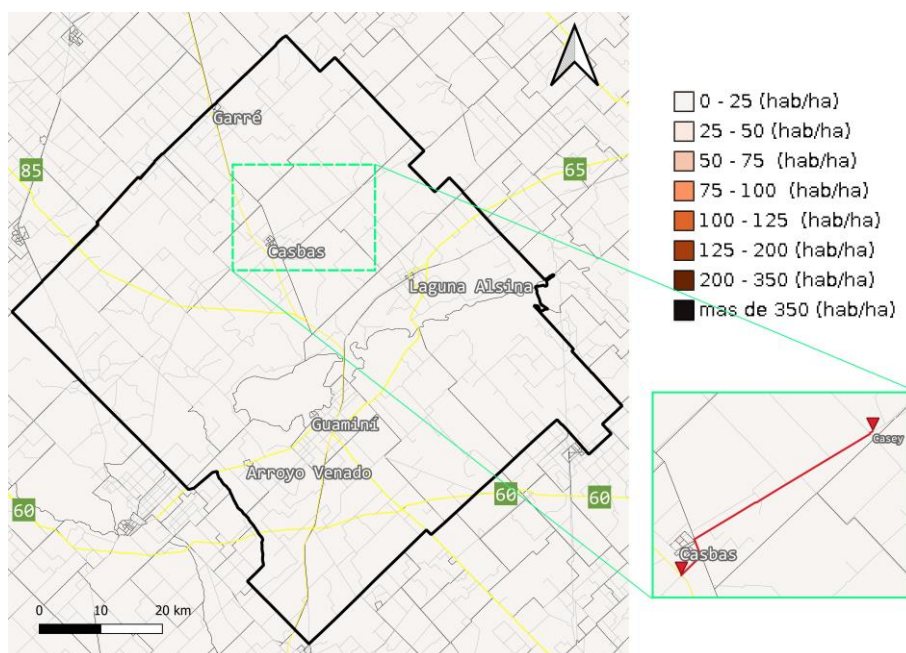 Garré
85
65
Casbas
Laguna Alsina
Guaminí
Arroyo Venado
60
60
60
0 10 20 km
0 - 25 (hab/ha)
25 - 50 (hab/ha)
50 - 75 (hab/ha)
75 - 100 (hab/ha)
100 - 125 (hab/ha)
125 - 200 (hab/ha)
200 - 350 (hab/ha)
mas de 350 (hab/ha)
Casey
Casbas